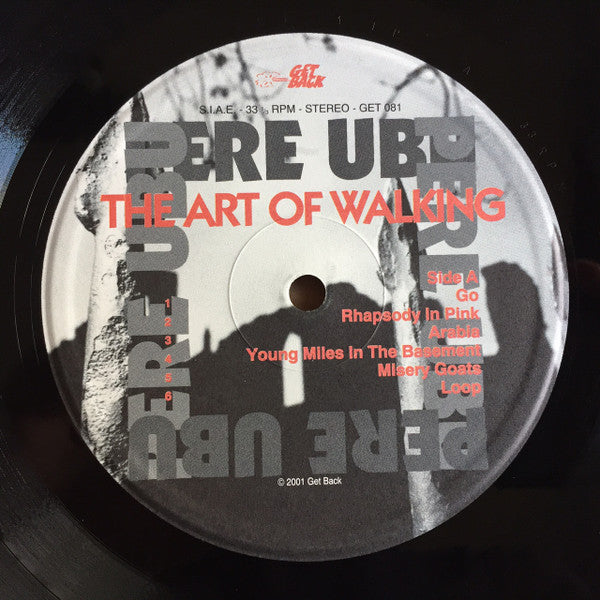 GET
BACK
S.I.A.E. - 33 ⅓ RPM - STEREO - GET 081
PERE UBU
PERE UBU
PERE UBU
PERE UBU
THE ART OF WALKING
Side A
1 Go
2 Rhapsody In Pink
3 Arabia
4 Young Miles In The Basement
5 Misery Goats
6 Loop
© 2001 Get Back